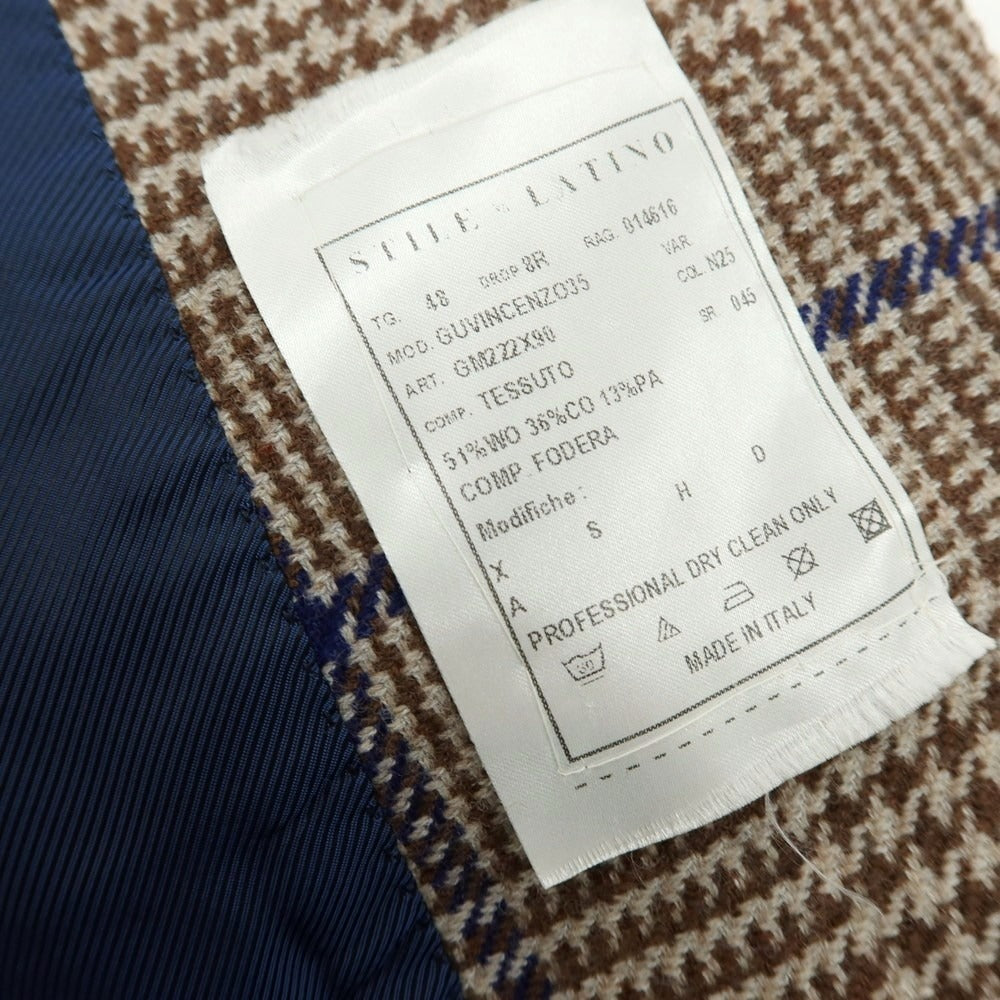 STILE LATINO
TG. 48 DROP 8R RAG. 014616
MOD. GUVINCENZO35 VAR
ART. GM222X90 COL N25
COMP. TESSUTO SR 045
51%WO 36%CO 13%PA
COMP. FODERA
Modifiche:
X S H D
A
PROFESSIONAL DRY CLEAN ONLY
30
MADE IN ITALY